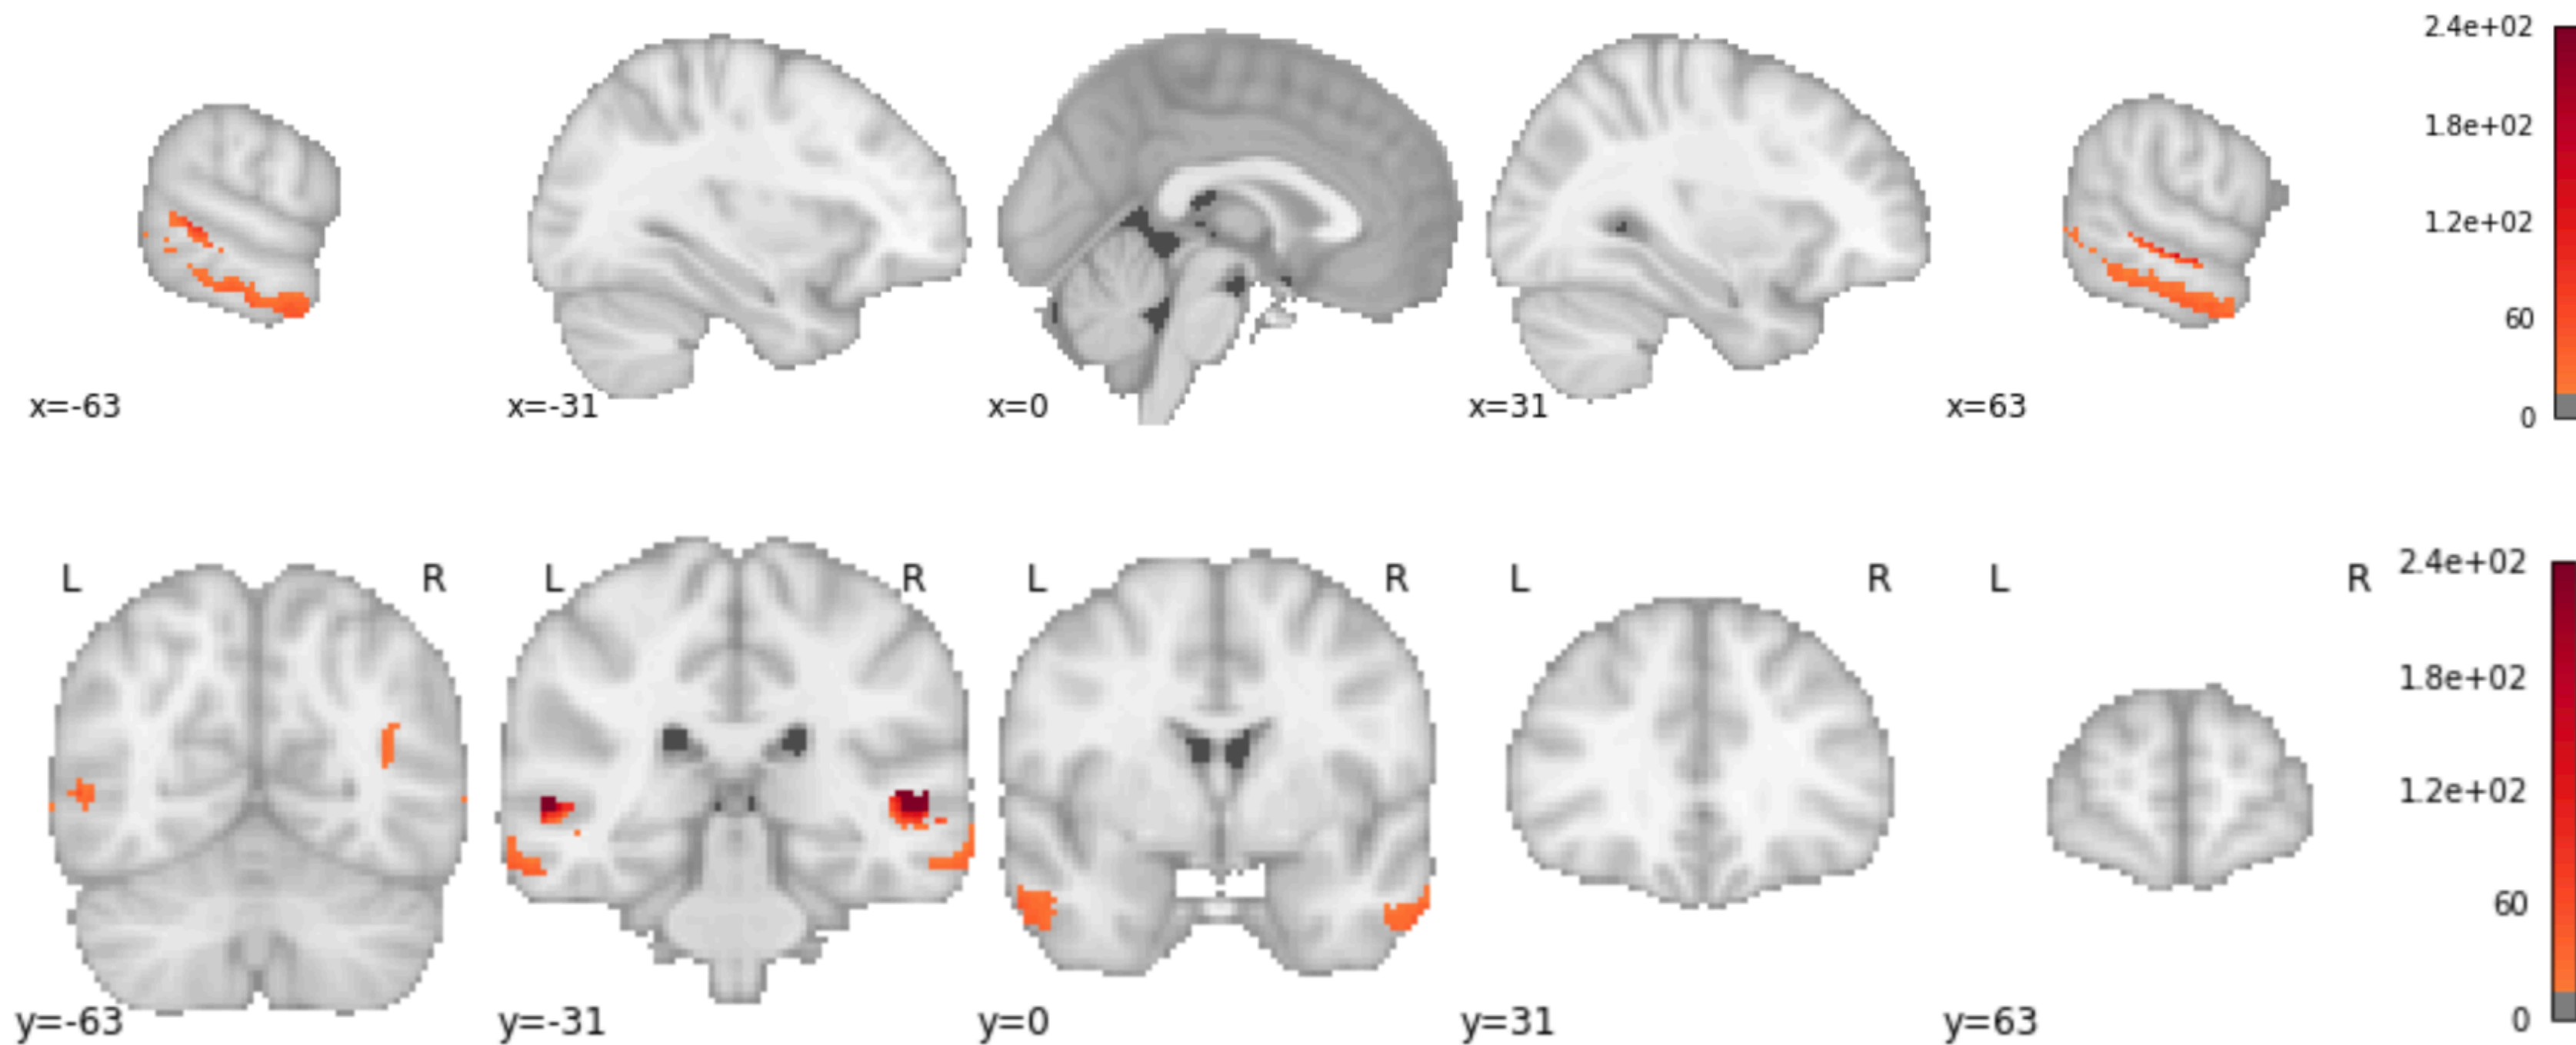 2.4e+02
1.8e+02
1.2e+02
60
0
x=-63 x=-31 x=0 x=31 x=63
L R L R L R L R L R
2.4e+02
1.8e+02
1.2e+02
60
0
y=-63 y=-31 y=0 y=31 y=63